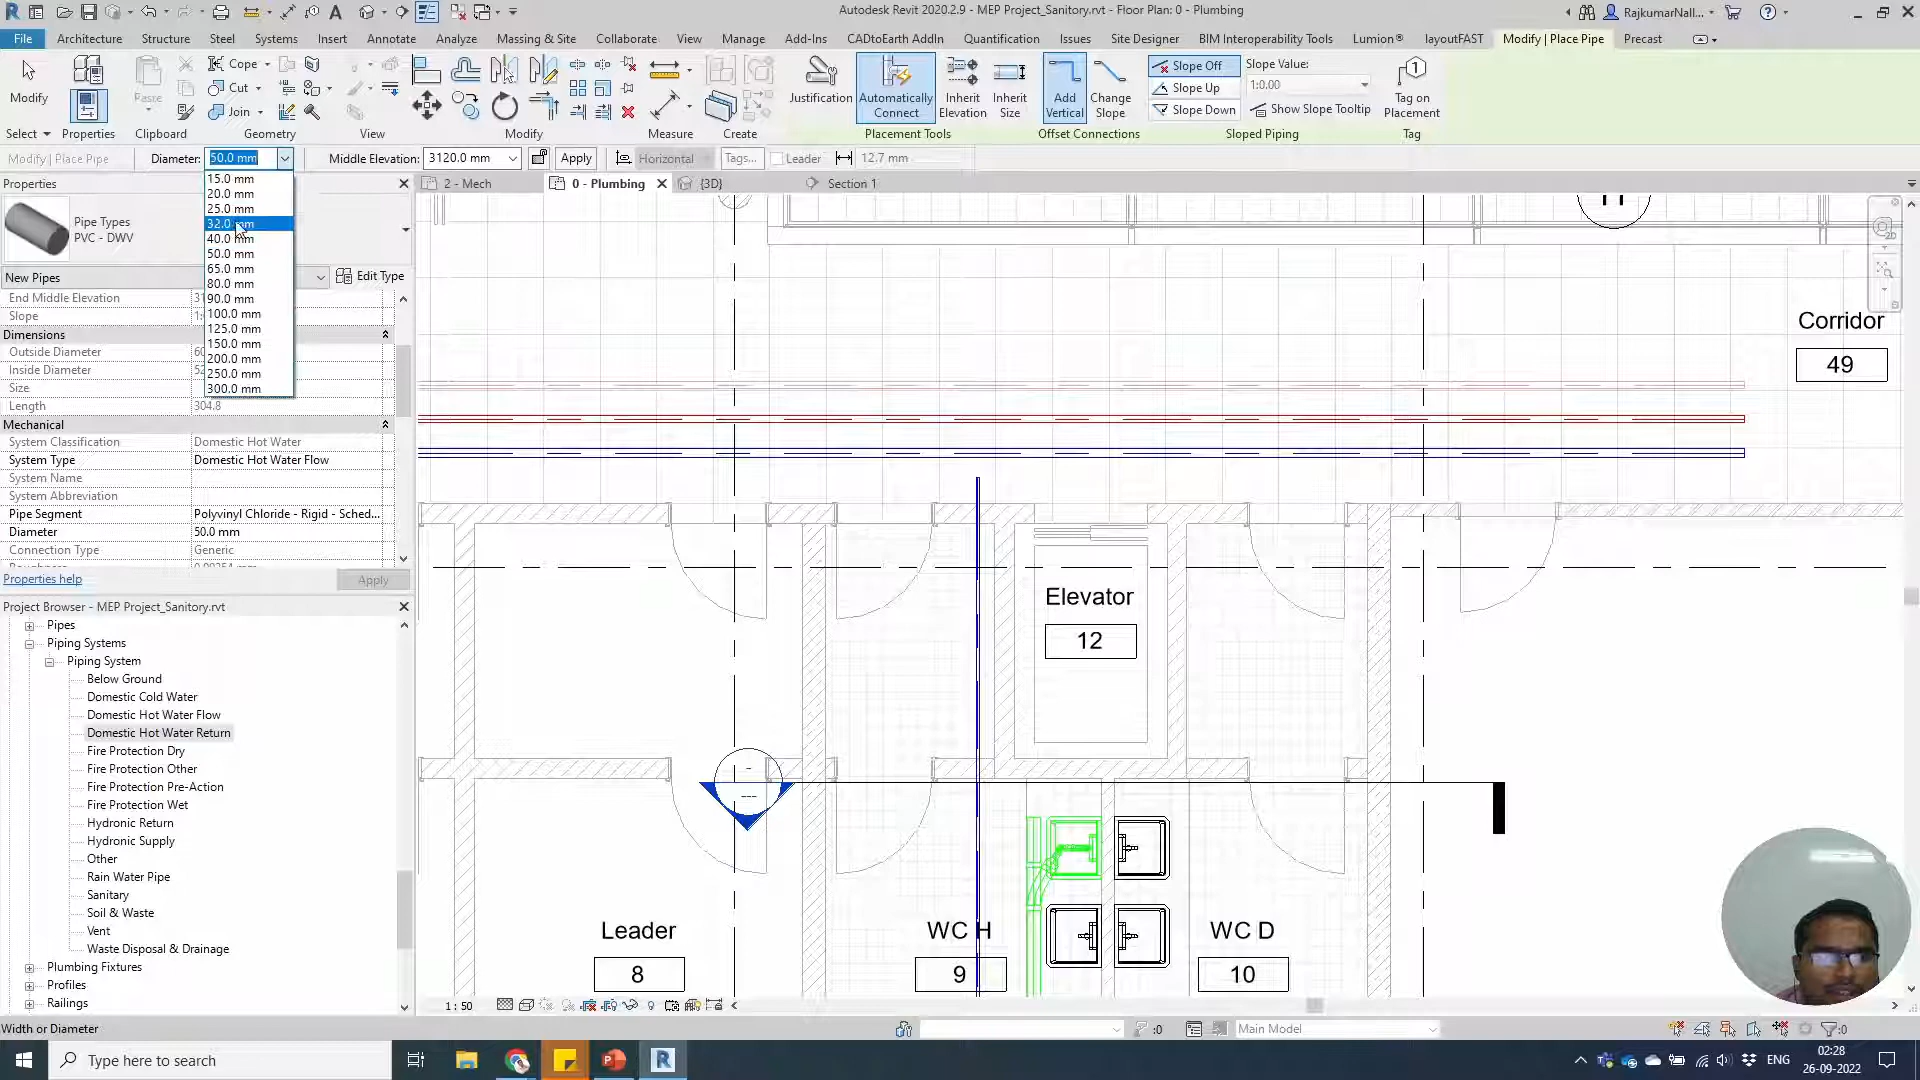 Autodesk Revit 2020.2.9 - MEP Project_Sanitory.rvt - Floor Plan: 0 - Plumbing
RajkumarNall...
File Architecture Structure Steel Systems Insert Annotate Analyze Massing & Site Collaborate View Manage Add-Ins CADtoEarth AddIn Quantification Issues Site Designer BIM Interoperability Tools Lumion® layoutFAST Modify | Place Pipe Precast
Modify
Paste
Cope
Cut
Join
Justification
Automatically Connect
Inherit Elevation
Inherit Size
Add Vertical
Change Slope
Slope Off
Slope Up
Slope Down
Slope Value:
1:0.00
Show Slope Tooltip
Tag on Placement
Select Properties Clipboard Geometry View Modify Measure Create Placement Tools Offset Connections Sloped Piping Tag
Modify | Place Pipe Diameter: 50.0 mm Middle Elevation: 3120.0 mm Apply Horizontal Tags... Leader 12.7 mm
15.0 mm
20.0 mm
25.0 mm
32.0 mm
40.0 mm
50.0 mm
65.0 mm
80.0 mm
90.0 mm
100.0 mm
125.0 mm
150.0 mm
200.0 mm
250.0 mm
300.0 mm
Properties
2 - Mech 0 - Plumbing {3D} Section 1
Pipe Types
PVC - DWV
New Pipes Edit Type
End Middle Elevation
Slope
Dimensions
Outside Diameter
Inside Diameter
Size
Length 304.8
Mechanical
System Classification Domestic Hot Water
System Type Domestic Hot Water Flow
System Name
System Abbreviation
Pipe Segment Polyvinyl Chloride - Rigid - Sched...
Diameter 50.0 mm
Connection Type Generic
Properties help Apply
Project Browser - MEP Project_Sanitory.rvt
Pipes
Piping Systems
Piping System
Below Ground
Domestic Cold Water
Domestic Hot Water Flow
Domestic Hot Water Return
Fire Protection Dry
Fire Protection Other
Fire Protection Pre-Action
Fire Protection Wet
Hydronic Return
Hydronic Supply
Other
Rain Water Pipe
Sanitary
Soil & Waste
Vent
Waste Disposal & Drainage
Plumbing Fixtures
Profiles
Railings
Corridor
49
Elevator
12
Leader
8
WC H
9
WC D
10
1 : 50
Width or Diameter
:0
Main Model
:0
Type here to search
ENG
02:28
26-09-2022